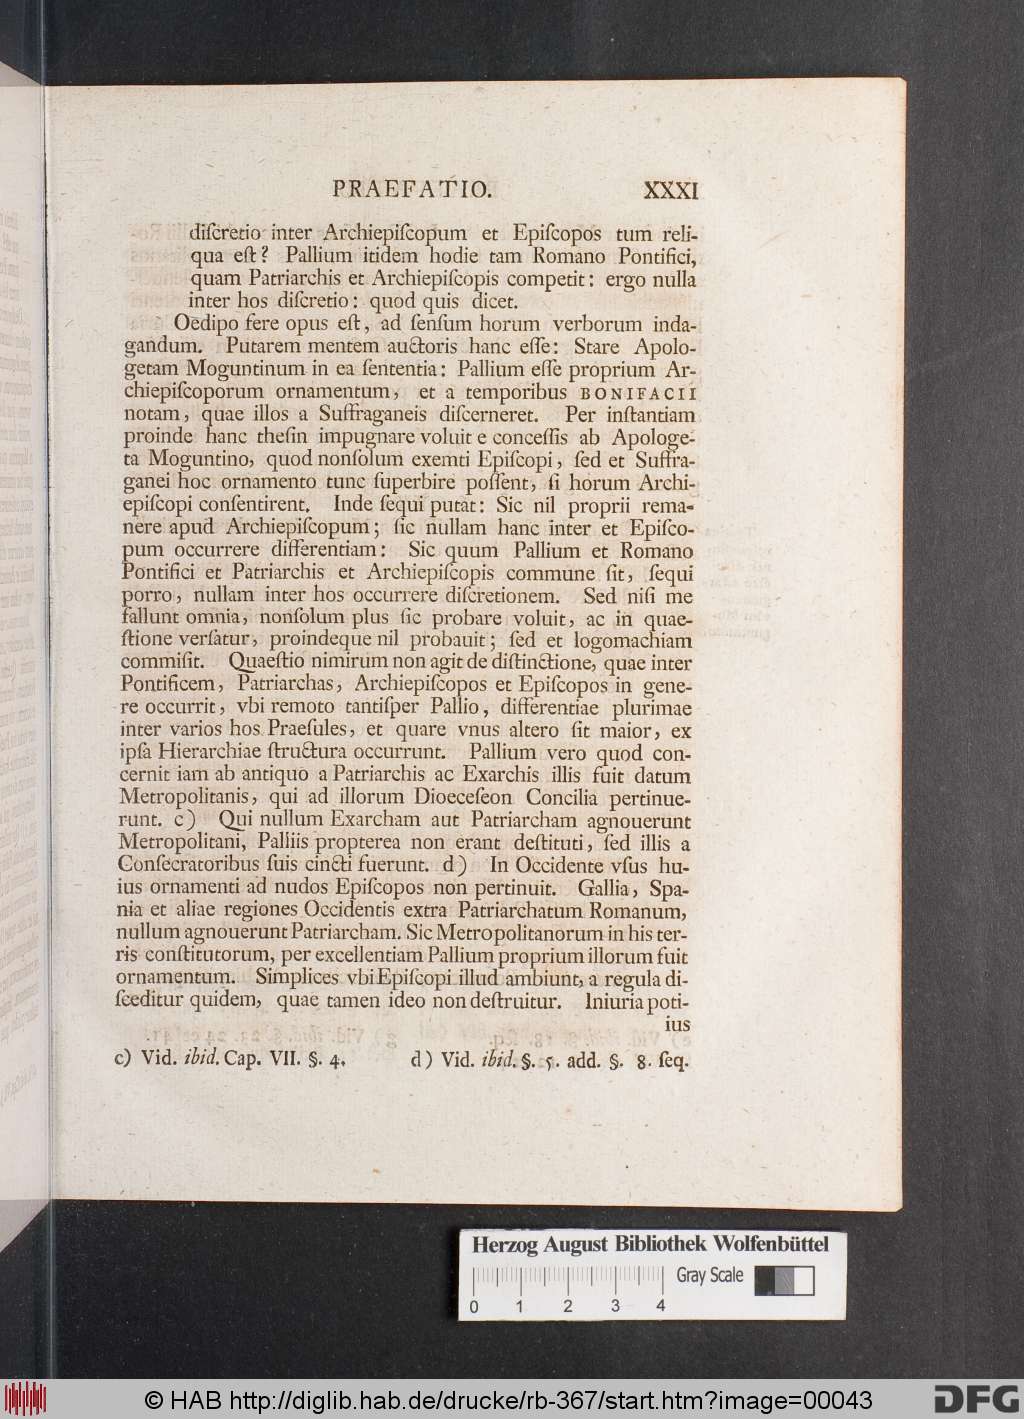 PRAEFATIO. XXXI
diſcretio inter Archiepiſcopum et Epiſcopos tum reli-
qua eſt? Pallium itidem hodie tam Romano Pontifici,
quam Patriarchis et Archiepiſcopis competit: ergo nulla
inter hos diſcretio: quod quis dicet.
Oedipo fere opus eſt, ad ſenſum horum verborum inda-
gandum. Putarem mentem auctoris hanc eſſe: Stare Apolo-
getam Moguntinum in ea ſententia: Pallium eſſe proprium Ar-
chiepiſcoporum ornamentum, et a temporibus BONIFACII
notam, quae illos a Suffraganeis diſcerneret. Per inſtantiam
proinde hanc theſin impugnare voluit e conceſſis ab Apologe-
ta Moguntino, quod nonſolum exemti Epiſcopi, ſed et Suffra-
ganei hoc ornamento tunc ſuperbire poſſent, ſi horum Archi-
epiſcopi conſentirent. Inde ſequi putat: Sic nil proprii rema-
nere apud Archiepiſcopum; ſic nullam hanc inter et Epiſco-
pum occurrere differentiam: Sic quum Pallium et Romano
Pontifici et Patriarchis et Archiepiſcopis commune ſit, ſequi
porro, nullam inter hos occurrere diſcretionem. Sed niſi me
fallunt omnia, nonſolum plus ſic probare voluit, ac in quae-
ſtione verſatur, proindeque nil probauit; ſed et logomachiam
commiſit. Quaeſtio nimirum non agit de diſtinctione, quae inter
Pontificem, Patriarchas, Archiepiſcopos et Epiſcopos in gene-
re occurrit, vbi remoto tantiſper Pallio, differentiae plurimae
inter varios hos Praeſules, et quare vnus altero ſit maior, ex
ipſa Hierarchiae ſtructura occurrunt. Pallium vero quod con-
cernit iam ab antiquo a Patriarchis ac Exarchis illis fuit datum
Metropolitanis, qui ad illorum Dioeceſeon Concilia pertinue-
runt. c) Qui nullum Exarcham aut Patriarcham agnouerunt
Metropolitani, Palliis propterea non erant deſtituti, ſed illis a
Conſecratoribus ſuis cincti fuerunt. d) In Occidente vſus hu-
ius ornamenti ad nudos Epiſcopos non pertinuit. Gallia, Spa-
nia et aliae regiones Occidentis extra Patriarchatum Romanum,
nullum agnouerunt Patriarcham. Sic Metropolitanorum in his ter-
ris conſtitutorum, per excellentiam Pallium proprium illorum fuit
ornamentum. Simplices vbi Epiſcopi illud ambiunt, a regula di-
ſceditur quidem, quae tamen ideo non deſtruitur. Iniuria poti-
ius
c) Vid. ibid. Cap. VII. §. 4. d) Vid. ibid. §. 5. add. §. 8. ſeq.
Herzog August Bibliothek Wolfenbüttel
Gray Scale
0 1 2 3 4
© HAB http://diglib.hab.de/drucke/rb-367/start.htm?image=00043
DFG